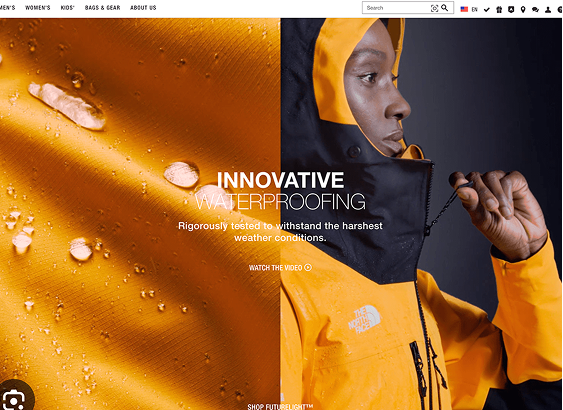 WOMEN'S
KIDS'
BAGS & GEAR
ABOUT US
Search
EN
INNOVATIVE
WATERPROOFING
Rigorously tested to withstand the harshest
weather conditions.
WATCH THE VIDEO
THE
NORTH
FACE
SHOP FUTURELIGHT™